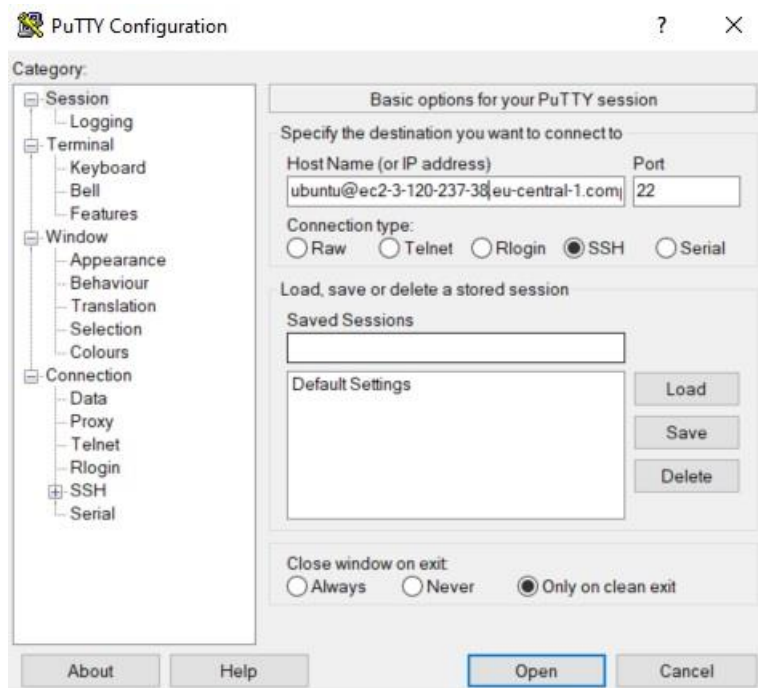 PuTTY Configuration
?
Category:
Session
Logging
Terminal
Keyboard
Bell
Features
Window
Appearance
Behaviour
Translation
Selection
Colours
Connection
Data
Proxy
Telnet
Rlogin
SSH
Serial
Basic options for your PuTTY session
Specify the destination you want to connect to
Host Name (or IP address) Port
ubuntu@ec2-3-120-237-38.eu-central-1.com 22
Connection type:
Raw Telnet Rlogin SSH Serial
Load, save or delete a stored session
Saved Sessions
Default Settings
Load
Save
Delete
Close window on exit:
Always Never Only on clean exit
About Help Open Cancel